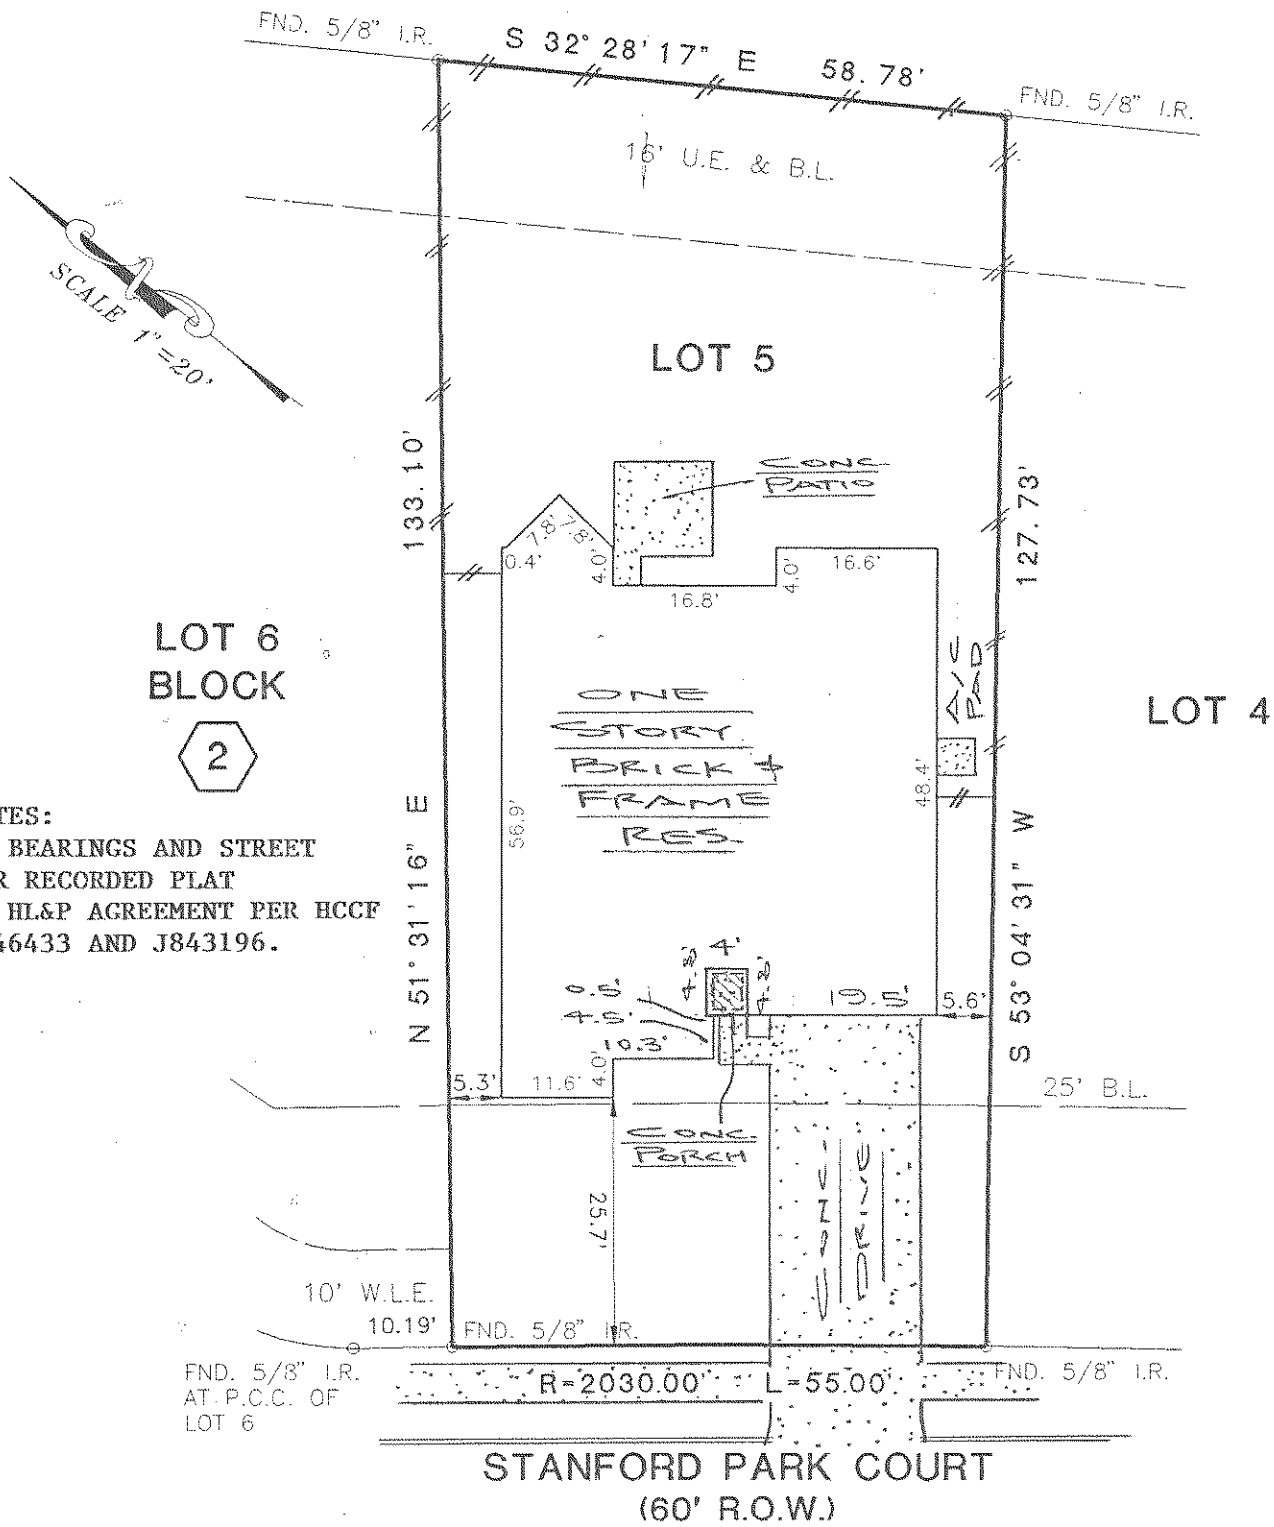 FND. 5/8" I.R.
S 32° 28' 17" E 58.78'
FND. 5/8" I.R.
16' U.E. & B.L.
SCALE 1"=20'
LOT 5
133.10'
127.73'
CONC.
PATIO
7.8'
7.8'
0.4'
4.0'
16.8'
4.0'
16.6'
LOT 6
BLOCK
2
LOT 4
ONE
STORY
BRICK &
FRAME
RES.
A/C
PAD
48.4'
56.9'
TES:
BEARINGS AND STREET
R RECORDED PLAT
HL&P AGREEMENT PER HCCF
46433 AND J843196.
N 51° 31' 16" E
S 53° 04' 31" W
4'
0.5'
4.5'
10.3'
19.5'
5.6'
5.3'
11.6'
4.0'
25' B.L.
CONC.
PORCH
25.7'
CONC.
DRIVE
10' W.L.E.
10.19'
FND. 5/8" I.R.
FND. 5/8" I.R.
AT P.C.C. OF
LOT 6
R=2030.00' L=55.00'
FND. 5/8" I.R.
STANFORD PARK COURT
(60' R.O.W.)